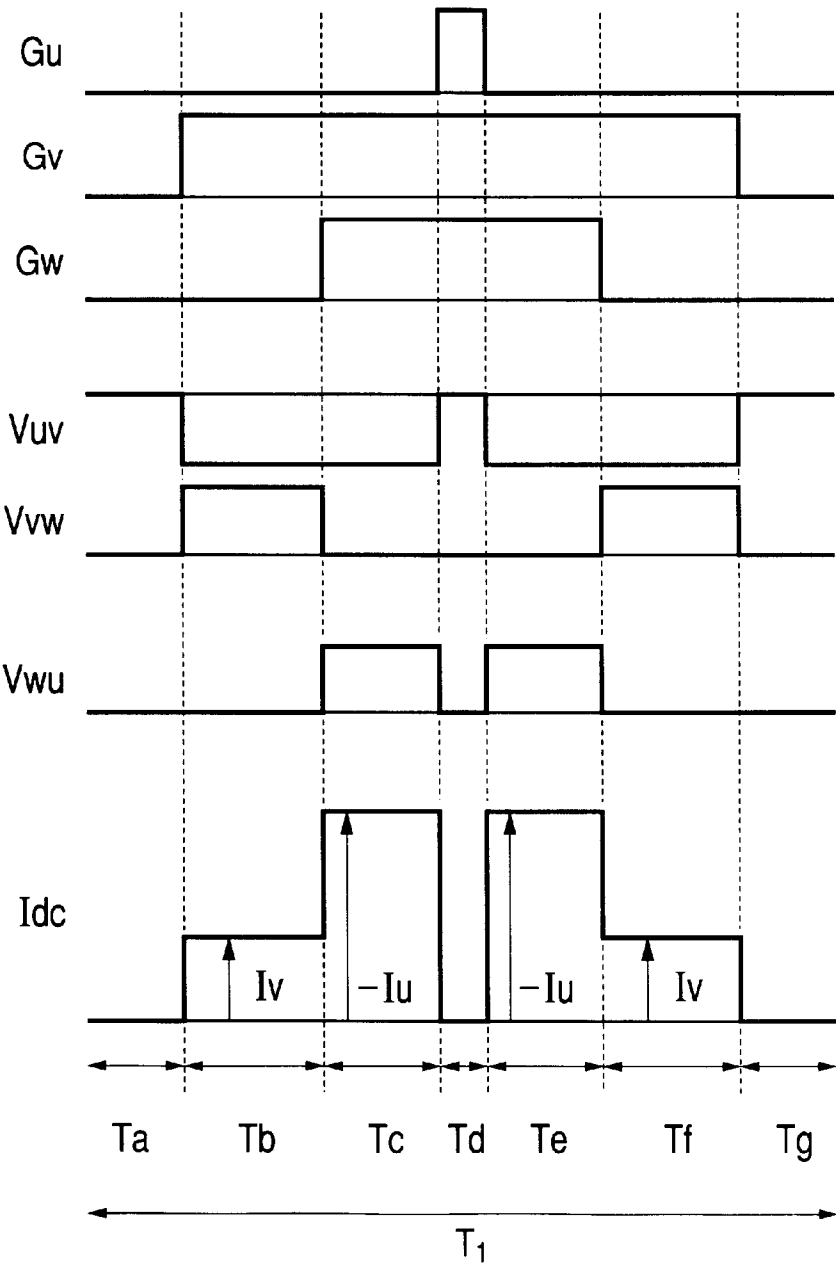 Gu
Gv
Gw
Vuv
Vvw
Vwu
Idc
Iv -Iu -Iu Iv
Ta Tb Tc Td Te Tf Tg
T1